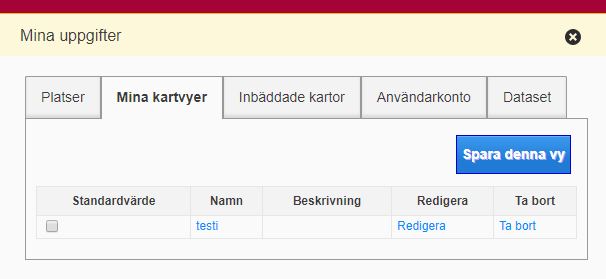 Mina uppgifter
Platser Mina kartvyer Inbäddade kartor Användarkonto Dataset
Spara denna vy
Standardvärde Namn Beskrivning Redigera Ta bort
testi Redigera Ta bort